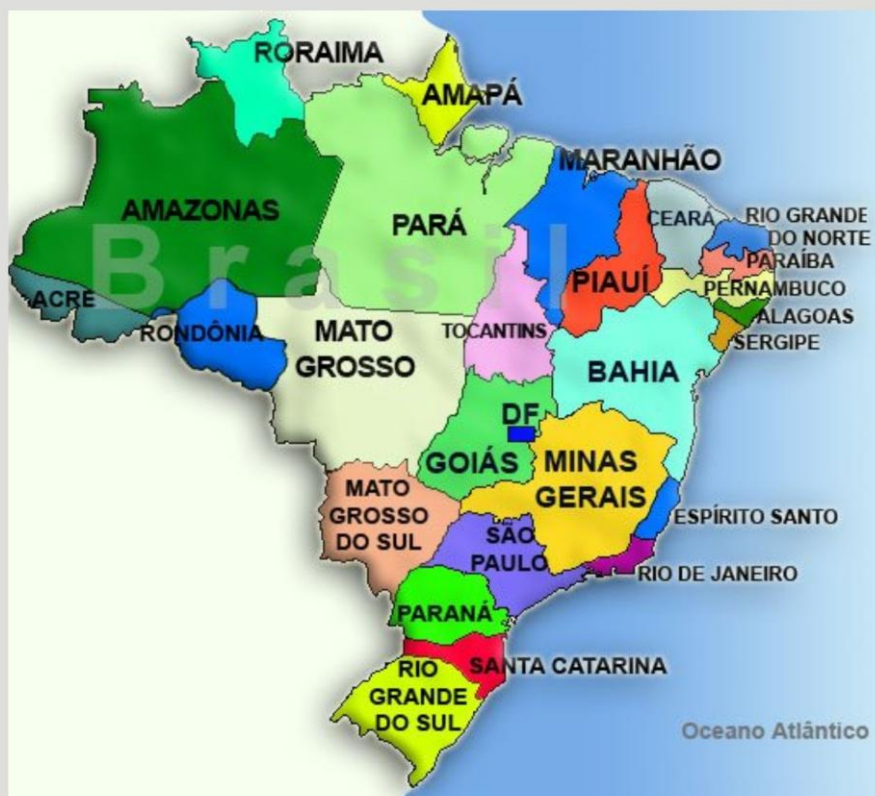 RORAIMA
AMAPÁ
MARANHÃO
AMAZONAS
PARÁ
CEARÁ
RIO GRANDE
DO NORTE
Brasil
PARAÍBA
PIAUÍ
PERNAMBUCO
ACRE
RONDÔNIA
MATO
GROSSO
TOCANTINS
ALAGOAS
SERGIPE
BAHIA
DF
GOIÁS
MINAS
GERAIS
MATO
GROSSO
DO SUL
ESPÍRITO SANTO
SÃO
PAULO
RIO DE JANEIRO
PARANÁ
SANTA CATARINA
RIO
GRANDE
DO SUL
Oceano Atlântico